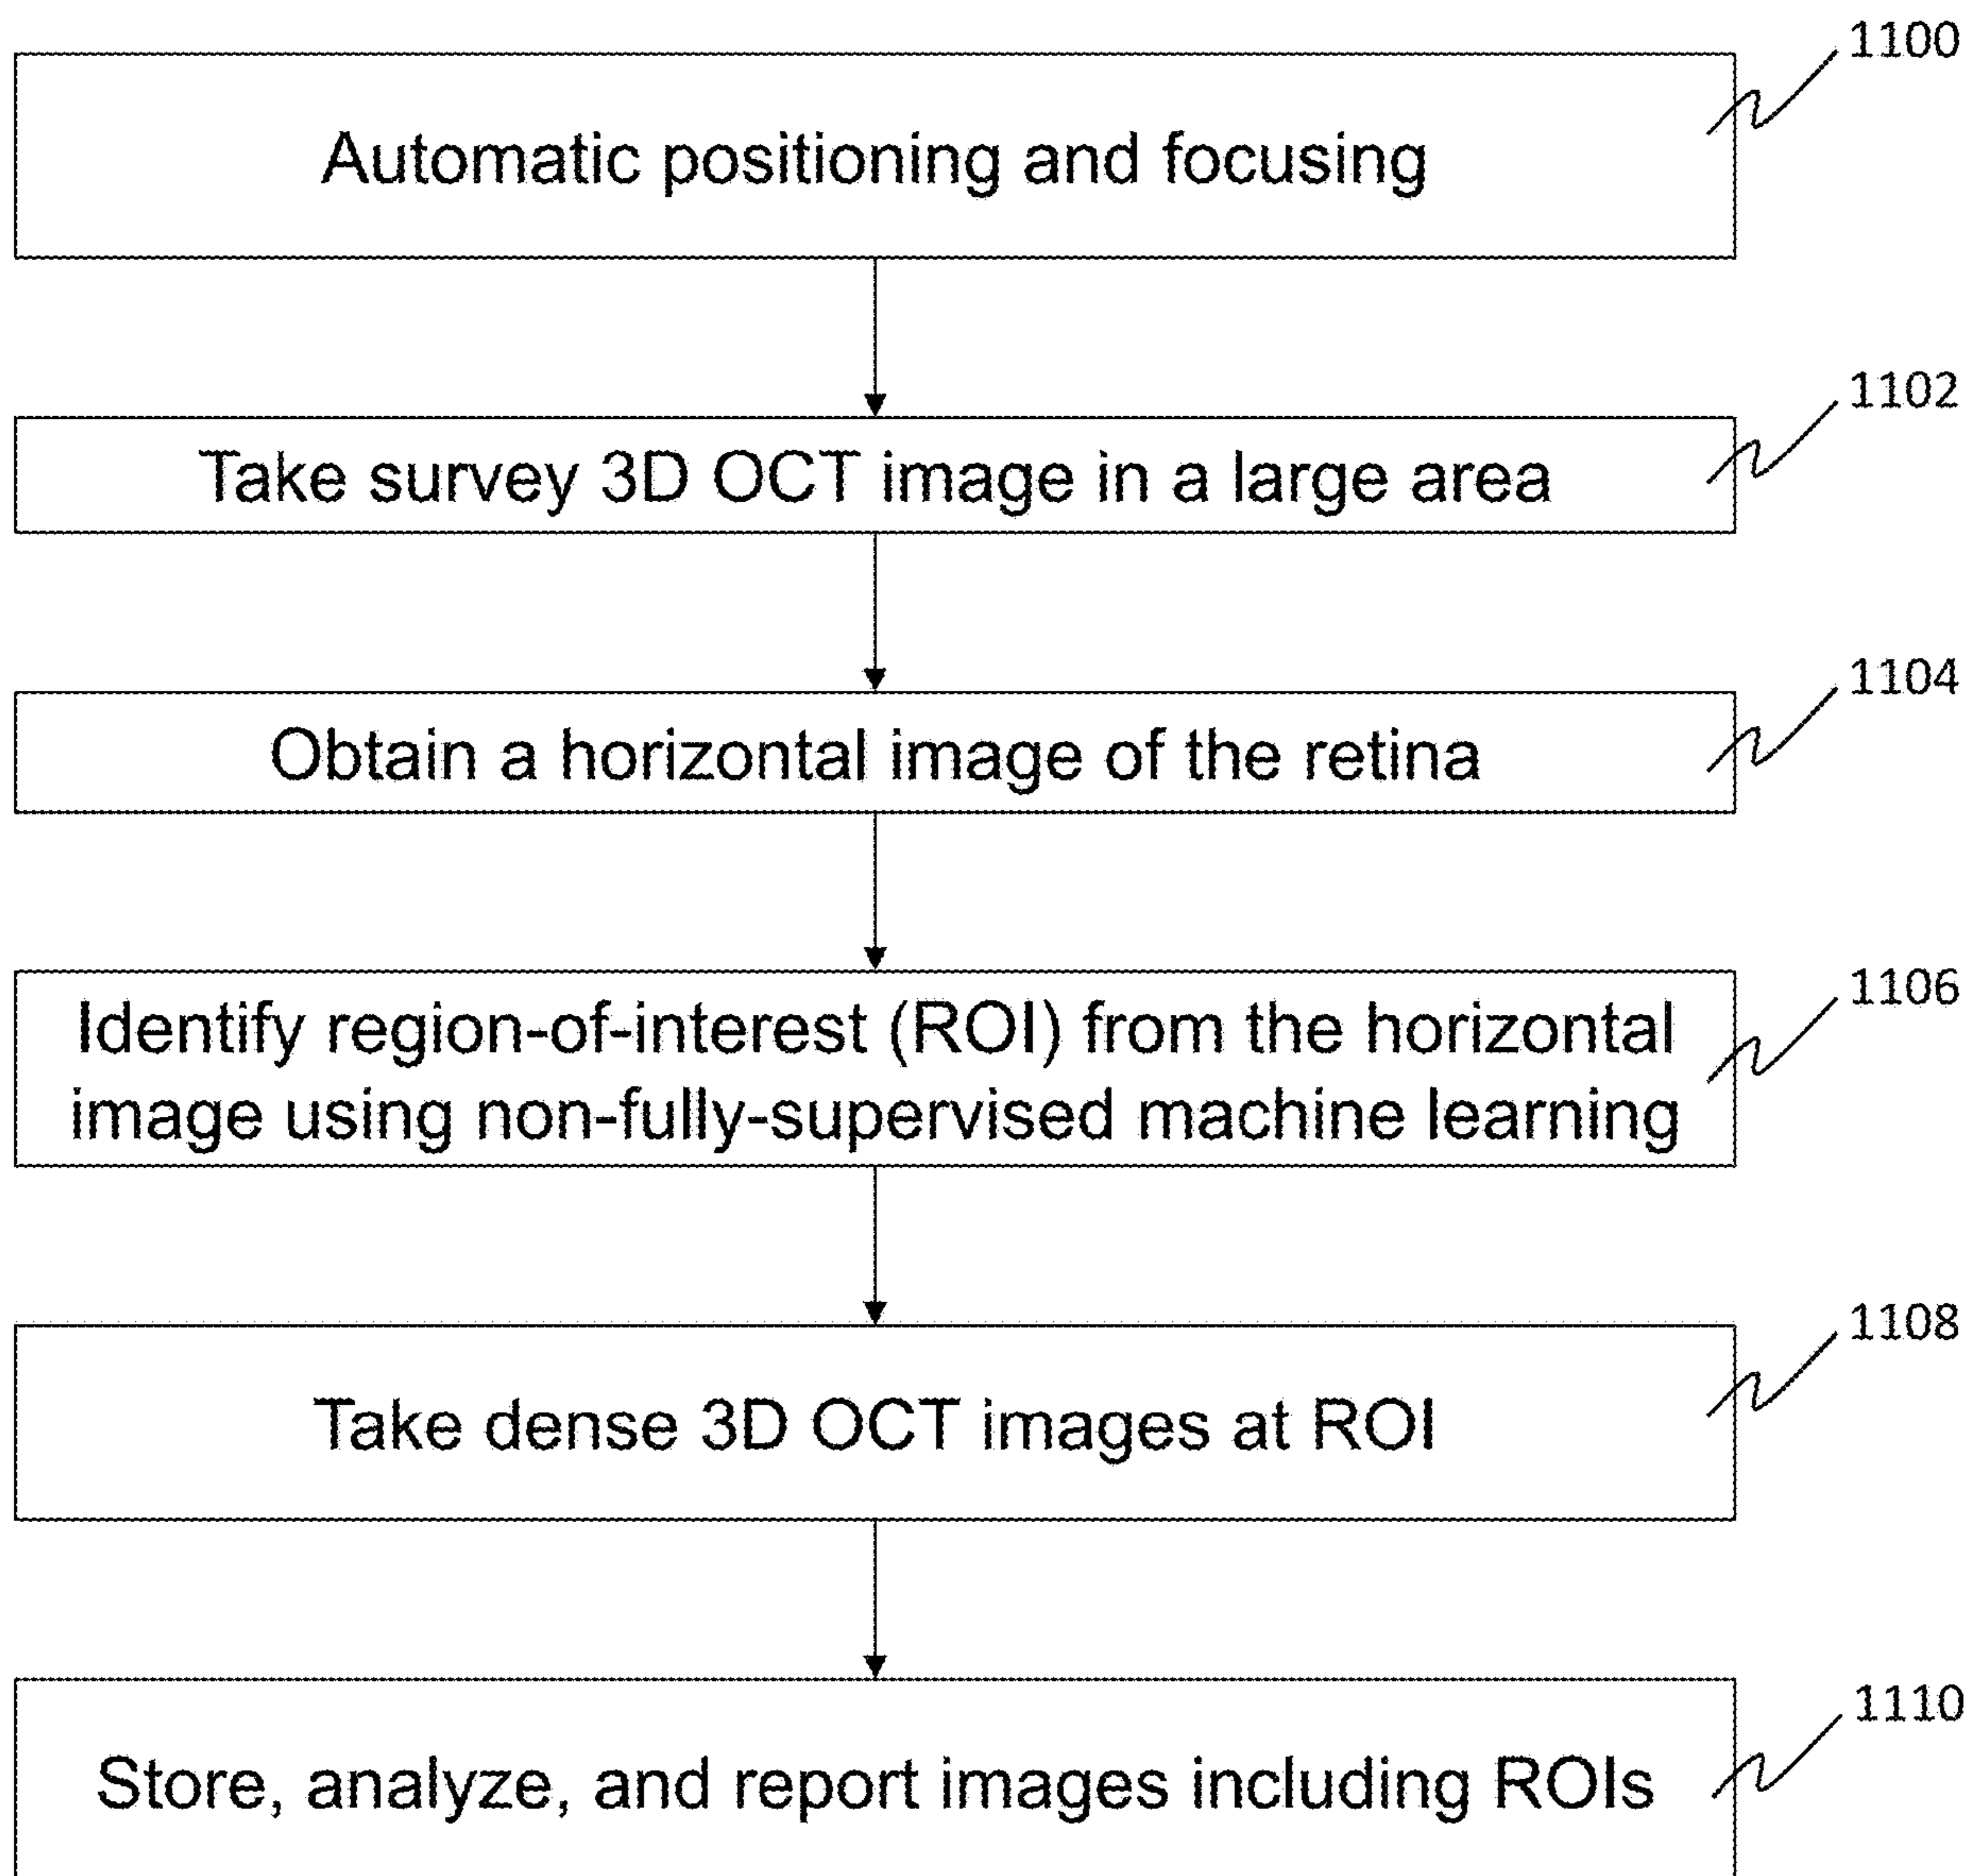 1100
Automatic positioning and focusing
1102
Take survey 3D OCT image in a large area
1104
Obtain a horizontal image of the retina
1106
Identify region-of-interest (ROI) from the horizontal
image using non-fully-supervised machine learning
1108
Take dense 3D OCT images at ROI
1110
Store, analyze, and report images including ROIs